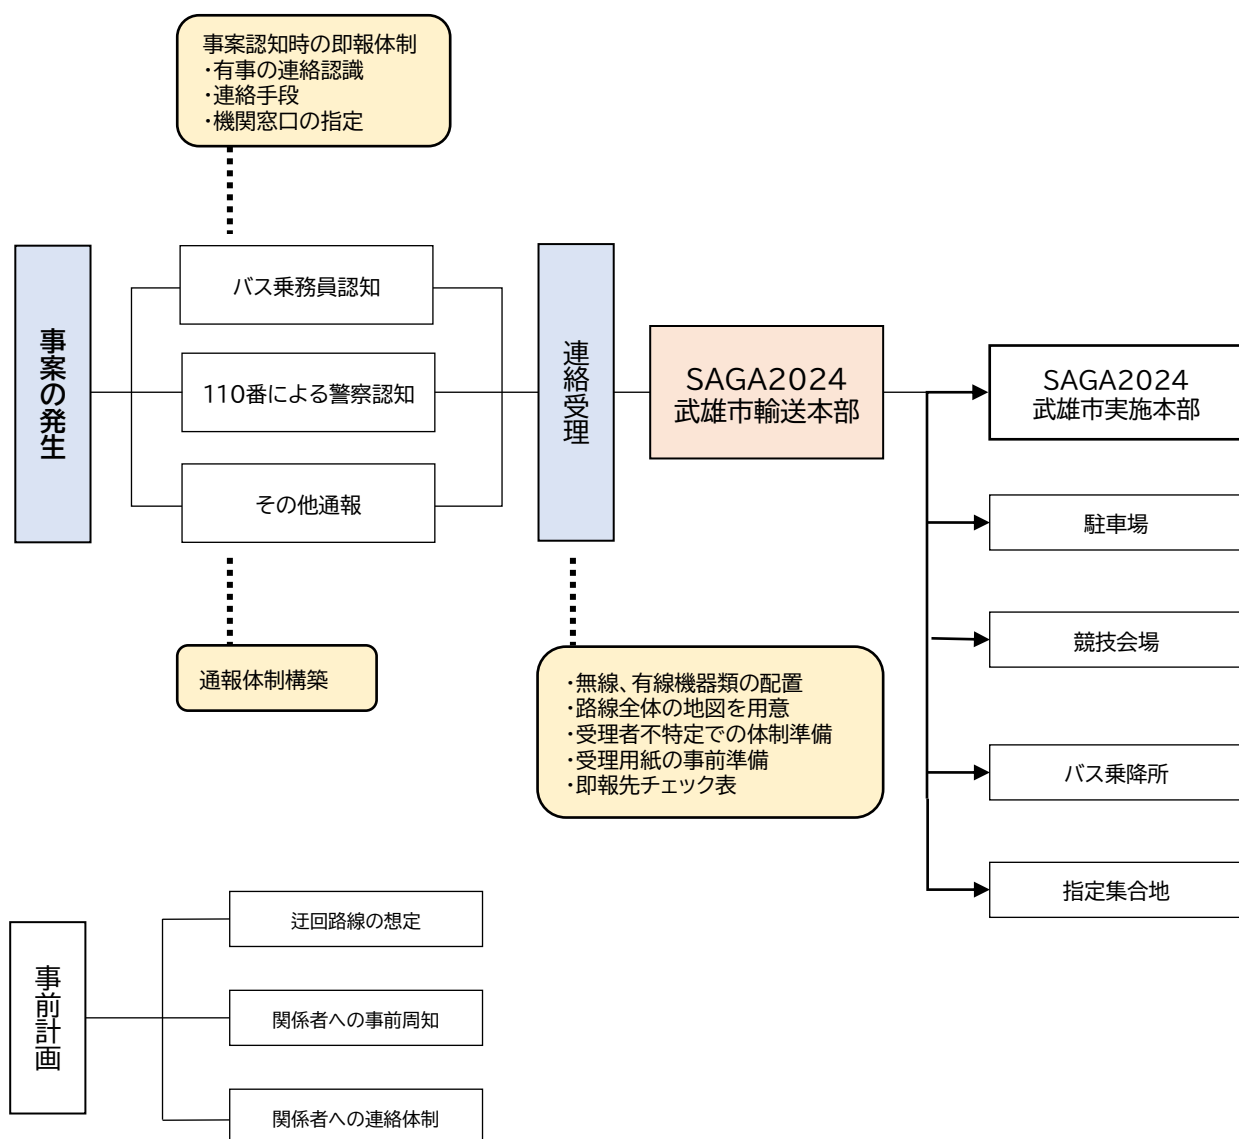 事案認知時の即報体制
・有事の連絡認識
・連絡手段
・機関窓口の指定
事案の発生
バス乗務員認知
110番による警察認知
その他通報
通報体制構築
連絡受理
・無線、有線機器類の配置
・路線全体の地図を用意
・受理者不特定での体制準備
・受理用紙の事前準備
・即報先チェック表
SAGA2024
武雄市輸送本部
SAGA2024
武雄市実施本部
駐車場
競技会場
バス乗降所
指定集合地
事前計画
迂回路線の想定
関係者への事前周知
関係者への連絡体制